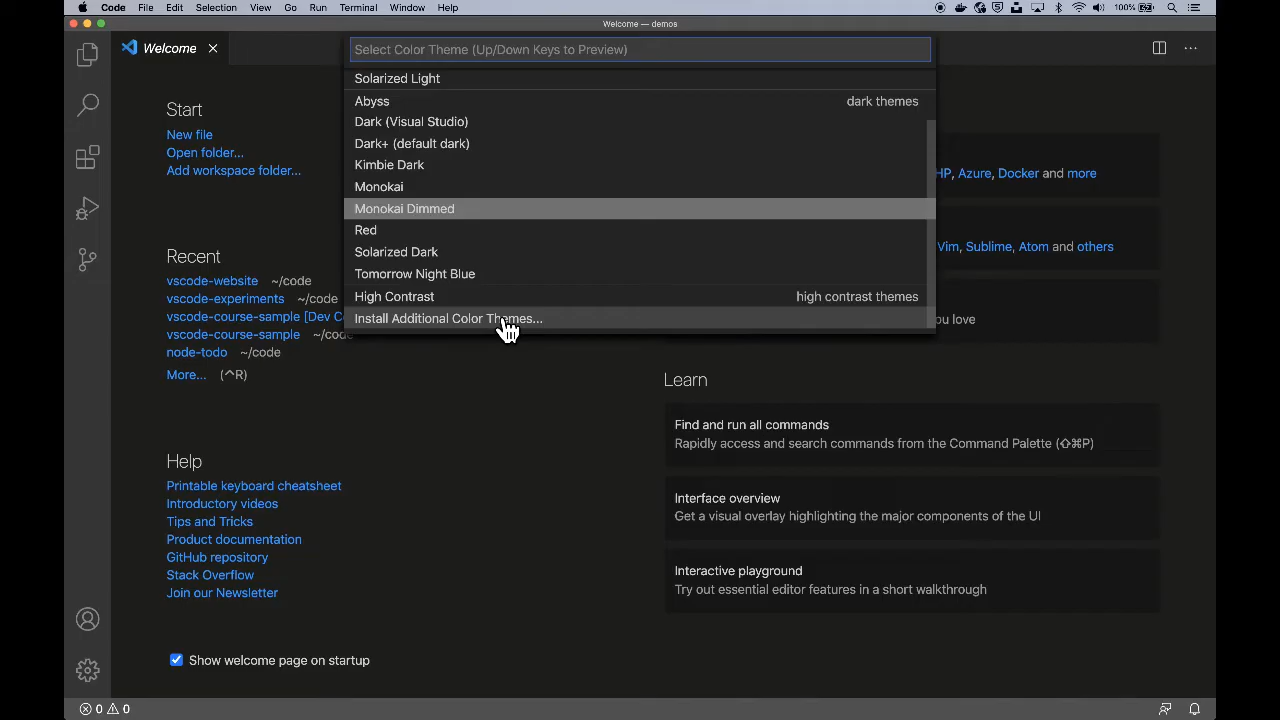 Code File Edit Selection View Go Run Terminal Window Help 100%
Welcome — demos
Welcome
Select Color Theme (Up/Down Keys to Preview)
Solarized Light
Abyss dark themes
Dark (Visual Studio)
Dark+ (default dark)
Kimbie Dark
Monokai
Monokai Dimmed
Red
Solarized Dark
Tomorrow Night Blue
High Contrast high contrast themes
Install Additional Color Themes...
Start
New file
Open folder...
Add workspace folder...
Recent
vscode-website ~/code
vscode-experiments ~/code
vscode-course-sample [Dev C
vscode-course-sample ~/code
node-todo ~/code
More... (^R)
Help
Printable keyboard cheatsheet
Introductory videos
Tips and Tricks
Product documentation
GitHub repository
Stack Overflow
Join our Newsletter
Show welcome page on startup
HP, Azure, Docker and more
Vim, Sublime, Atom and others
ou love
Learn
Find and run all commands
Rapidly access and search commands from the Command Palette (⇧⌘P)
Interface overview
Get a visual overlay highlighting the major components of the UI
Interactive playground
Try out essential editor features in a short walkthrough
0 0